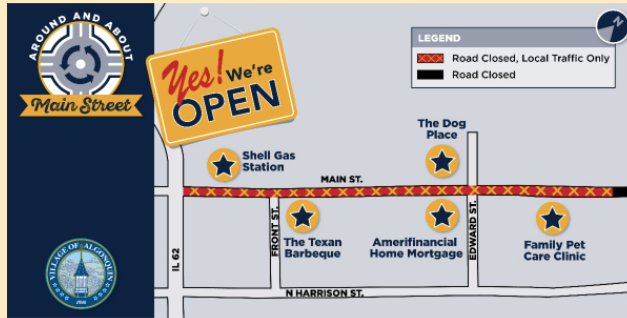 AROUND AND ABOUT
Main Street
Yes! We're
OPEN
LEGEND
Road Closed, Local Traffic Only
Road Closed
N
The Dog
Place
Shell Gas
Station
MAIN ST.
IL 62
FRONT ST.
The Texan
Barbeque
Amerifinancial
Home Mortgage
EDWARD ST.
Family Pet
Care Clinic
N HARRISON ST.
VILLAGE OF ALGONQUIN